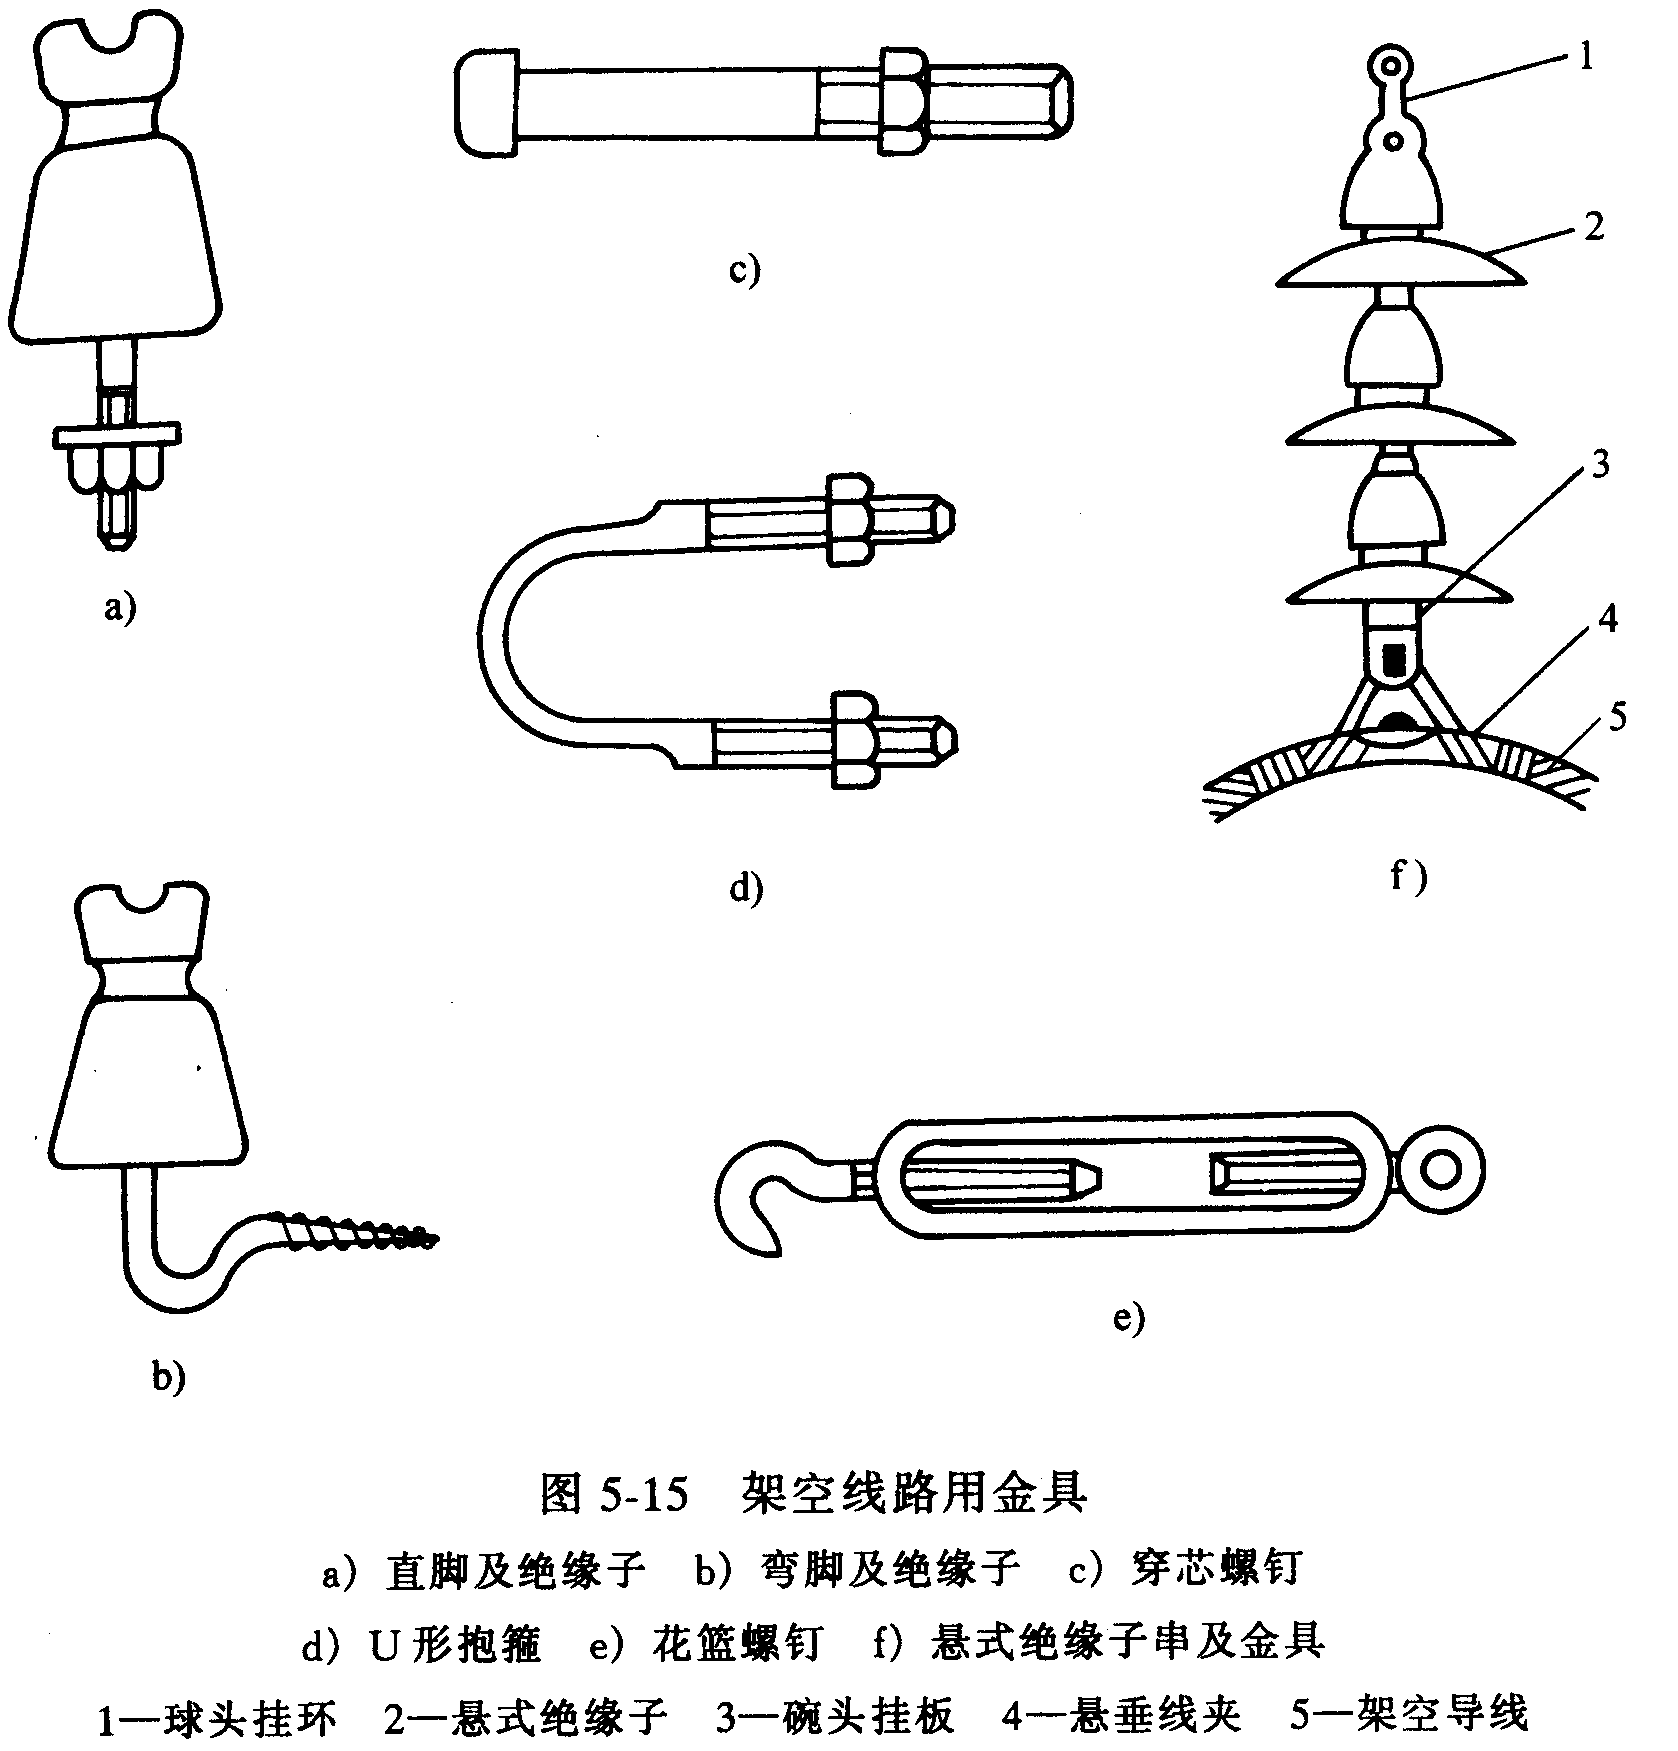 1
2
c)
3
a)
4
5
f)
d)
e)
b)
图 5-15 架空线路用金具
a) 直脚及绝缘子 b) 弯脚及绝缘子 c) 穿芯螺钉
d) U 形抱箍 e) 花篮螺钉 f) 悬式绝缘子串及金具
1—球头挂环 2—悬式绝缘子 3—碗头挂板 4—悬垂线夹 5—架空导线